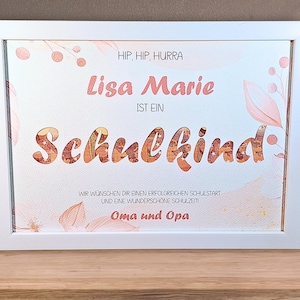 HIP, HIP, HURRA
Lisa Marie
IST EIN
Schulkind
WIR WÜNSCHEN DIR EINEN ERFOLGREICHEN SCHULSTART
UND EINE WUNDERSCHÖNE SCHULZEIT!
Oma und Opa